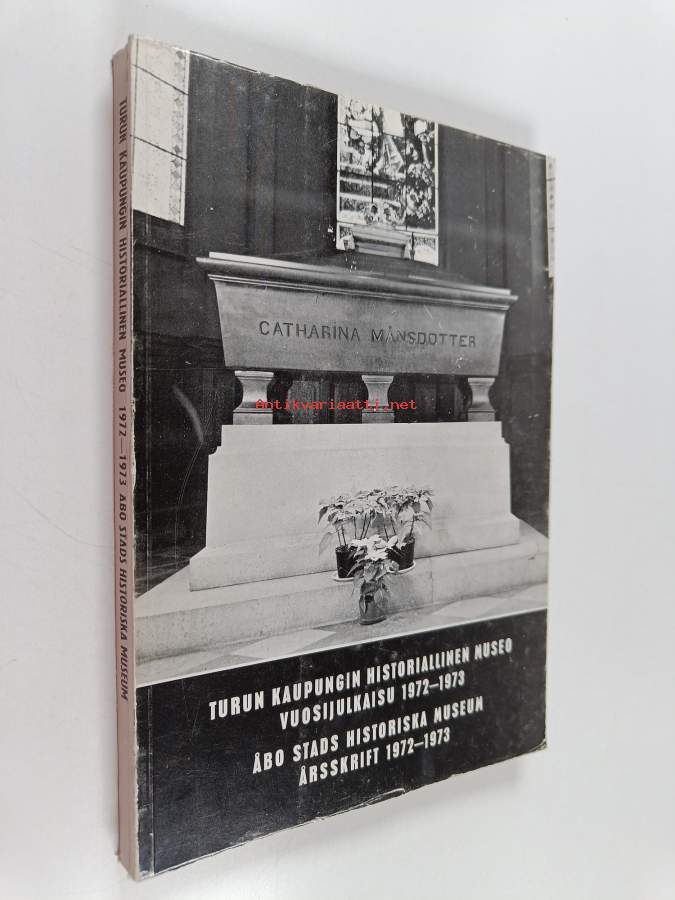 TURUN KAUPUNGIN HISTORIALLINEN MUSEO 1972—1973 ÅBO STADS HISTORISKA MUSEUM
CATHARINA MÅNSDOTTER
Antikvariaatti.net
TURUN KAUPUNGIN HISTORIALLINEN MUSEO
VUOSIJULKAISU 1972—1973
ÅBO STADS HISTORISKA MUSEUM
ÅRSSKRIFT 1972—1973